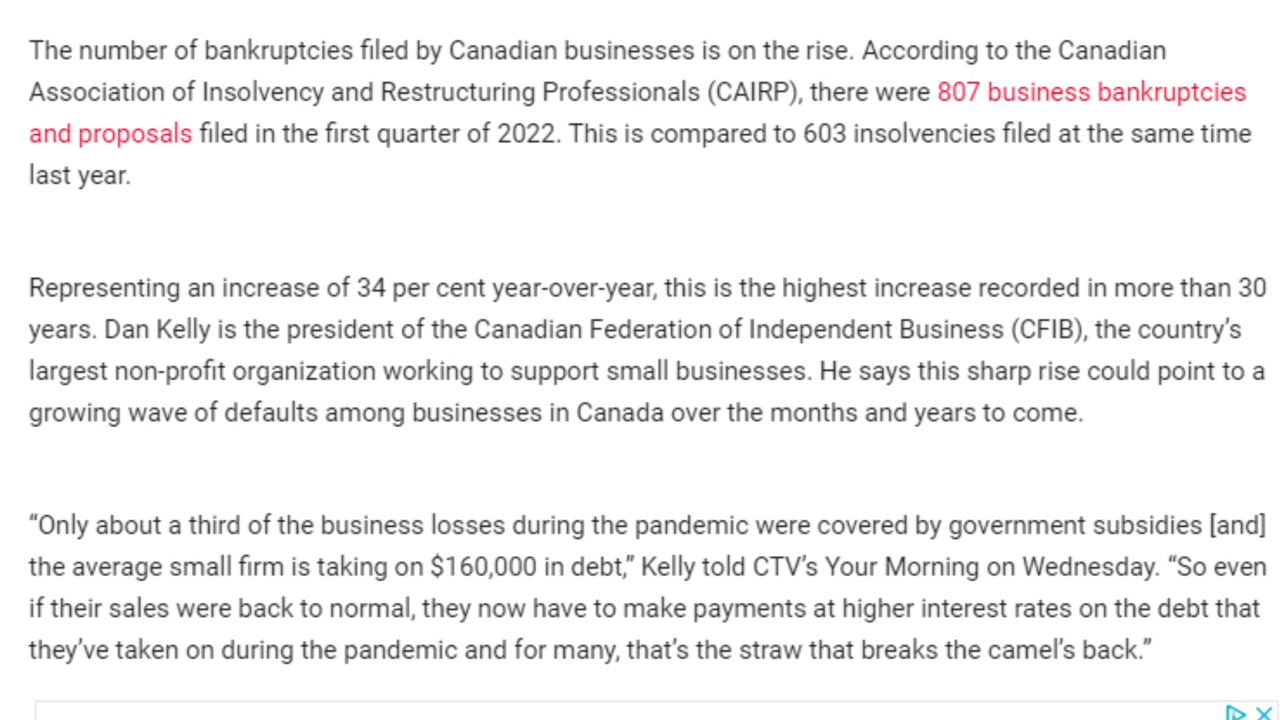 The number of bankruptcies filed by Canadian businesses is on the rise. According to the Canadian
Association of Insolvency and Restructuring Professionals (CAIRP), there were 807 business bankruptcies
and proposals filed in the first quarter of 2022. This is compared to 603 insolvencies filed at the same time
last year.
Representing an increase of 34 per cent year-over-year, this is the highest increase recorded in more than 30
years. Dan Kelly is the president of the Canadian Federation of Independent Business (CFIB), the country’s
largest non-profit organization working to support small businesses. He says this sharp rise could point to a
growing wave of defaults among businesses in Canada over the months and years to come.
“Only about a third of the business losses during the pandemic were covered by government subsidies [and]
the average small firm is taking on $160,000 in debt,” Kelly told CTV’s Your Morning on Wednesday. “So even
if their sales were back to normal, they now have to make payments at higher interest rates on the debt that
they’ve taken on during the pandemic and for many, that’s the straw that breaks the camel’s back.”